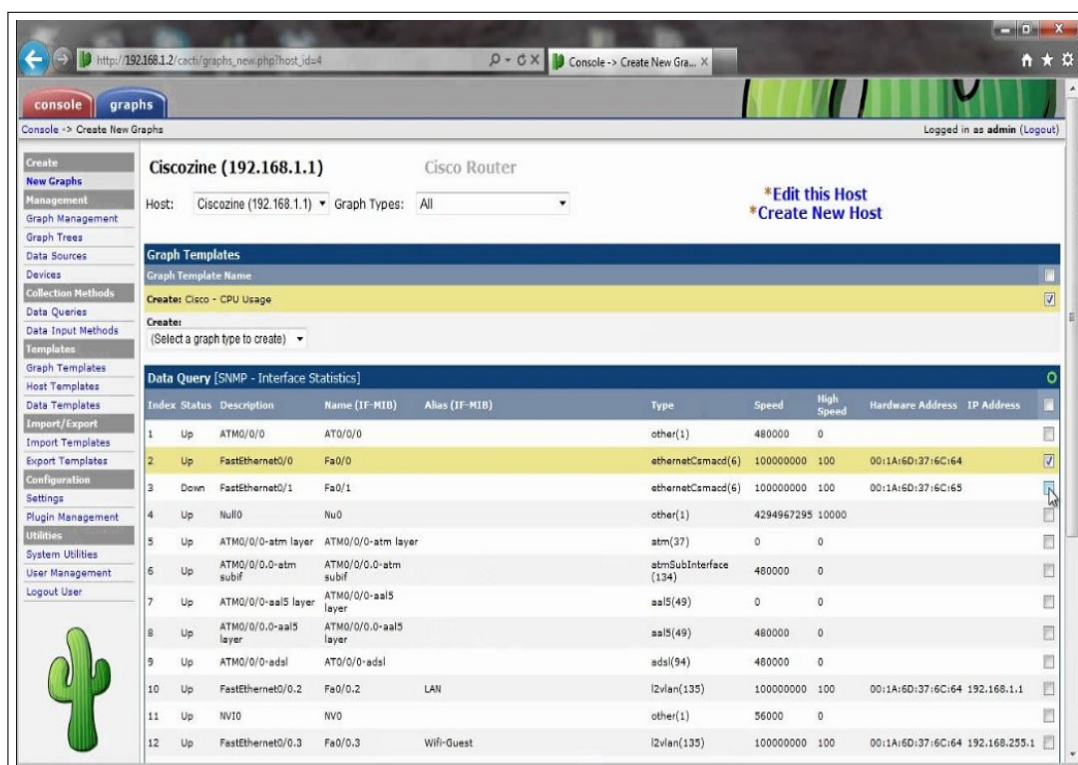 http://192.168.1.2/cacti/graphs_new.php?host_id=4
Console -> Create New Gra... X
console graphs
Console -> Create New Graphs
Logged in as admin (Logout)
Create
New Graphs
Management
Graph Management
Graph Trees
Data Sources
Devices
Collection Methods
Data Queries
Data Input Methods
Templates
Graph Templates
Host Templates
Data Templates
Import/Export
Import Templates
Export Templates
Configuration
Settings
Plugin Management
Utilities
System Utilities
User Management
Logout User
Ciscozine (192.168.1.1) Cisco Router
Host: Ciscozine (192.168.1.1) Graph Types: All
*Edit this Host
*Create New Host
Graph Templates
Graph Template Name
Create: Cisco - CPU Usage
Create:
(Select a graph type to create)
Data Query [SNMP - Interface Statistics]
Index Status Description Name (IF-MIB) Alias (IF-MIB) Type Speed High Speed Hardware Address IP Address
1 Up ATM0/0/0 AT0/0/0 other(1) 480000 0
2 Up FastEthernet0/0 Fa0/0 ethernetCsmacd(6) 100000000 100 00:1A:6D:37:6C:64
3 Down FastEthernet0/1 Fa0/1 ethernetCsmacd(6) 100000000 100 00:1A:6D:37:6C:65
4 Up Null0 Nu0 other(1) 4294967295 10000
5 Up ATM0/0/0-atm layer ATM0/0/0-atm layer atm(37) 0 0
6 Up ATM0/0/0.0-atm subif ATM0/0/0.0-atm subif atmSubInterface (134) 480000 0
7 Up ATM0/0/0-aal5 layer ATM0/0/0-aal5 layer aal5(49) 0 0
8 Up ATM0/0/0.0-aal5 layer ATM0/0/0.0-aal5 layer aal5(49) 480000 0
9 Up ATM0/0/0-adsl AT0/0/0-adsl adsl(94) 480000 0
10 Up FastEthernet0/0.2 Fa0/0.2 LAN l2vlan(135) 100000000 100 00:1A:6D:37:6C:64 192.168.1.1
11 Up NVI0 NV0 other(1) 56000 0
12 Up FastEthernet0/0.3 Fa0/0.3 Wifi-Guest l2vlan(135) 100000000 100 00:1A:6D:37:6C:64 192.168.255.1